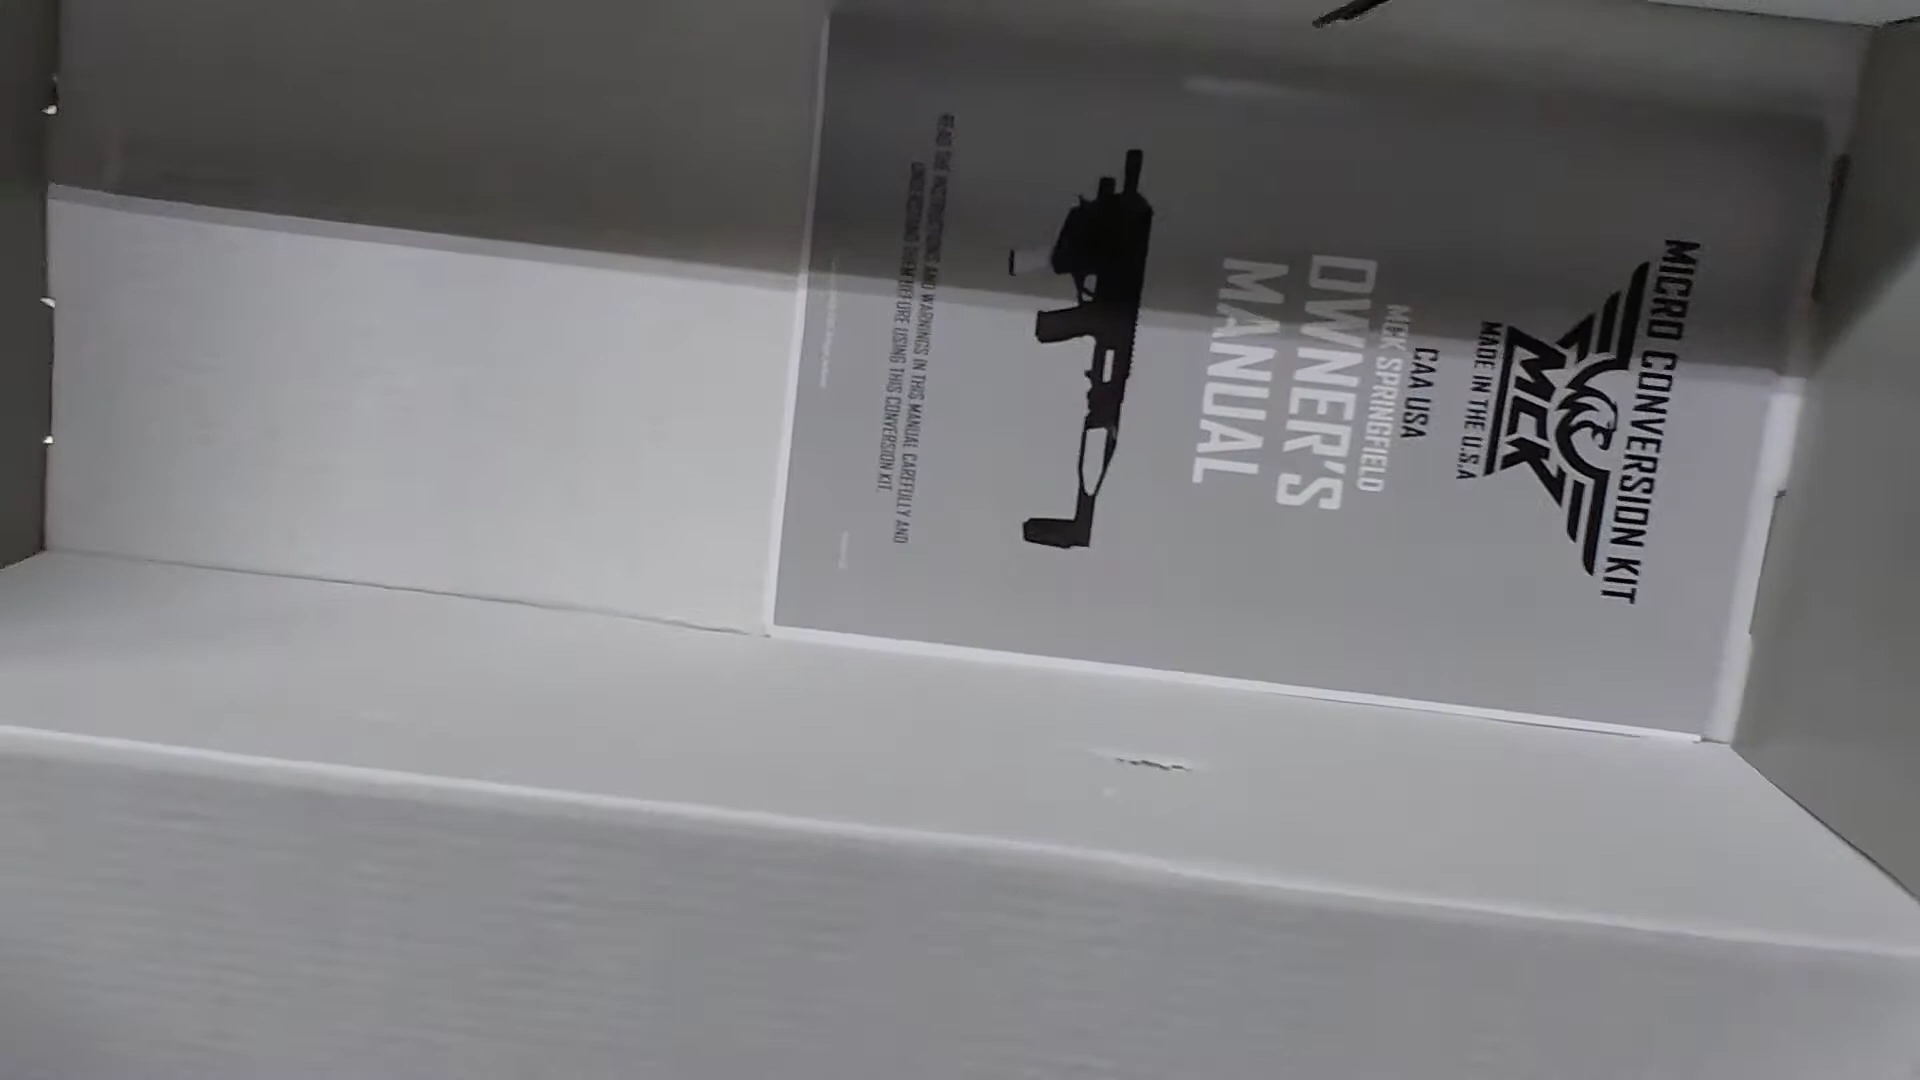 MICRO CONVERSION KIT
MCK
MADE IN THE U.S.A
CAA USA
MCK SPRINGFIELD
OWNER'S
MANUAL
READ THE INSTRUCTIONS AND WARNINGS IN THIS MANUAL CAREFULLY AND
UNDERSTAND THEM BEFORE USING THIS CONVERSION KIT.